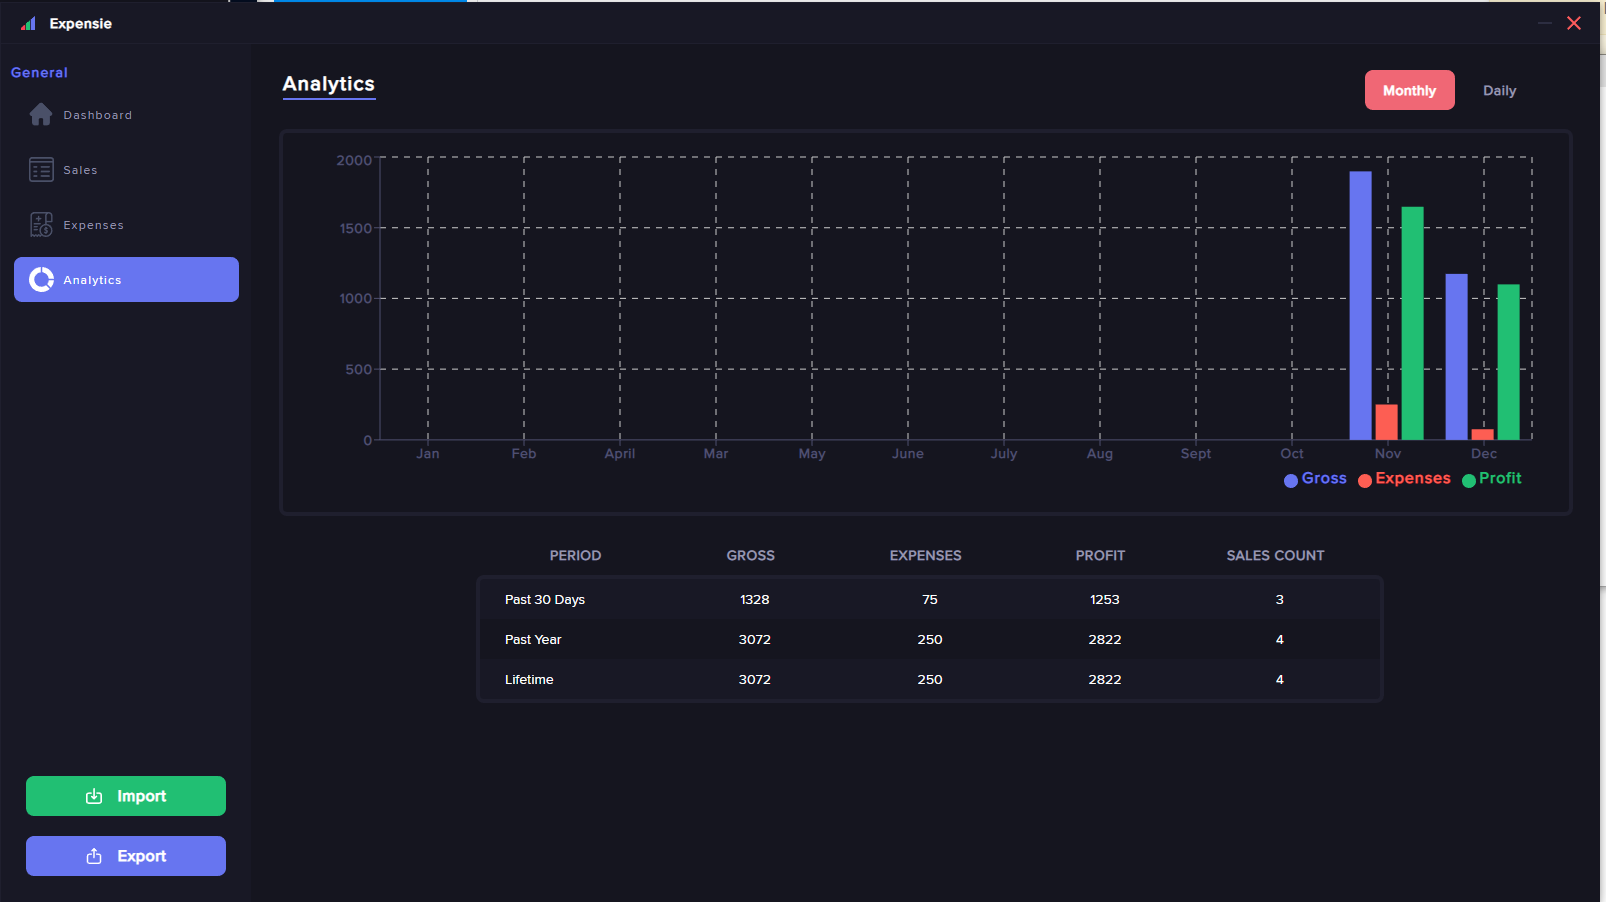 Expensie
General
Dashboard
Sales
Expenses
Analytics
Import
Export
Analytics
Monthly Daily
2000
1500
1000
500
0
Jan Feb April Mar May June July Aug Sept Oct Nov Dec
Gross Expenses Profit
PERIOD GROSS EXPENSES PROFIT SALES COUNT
Past 30 Days 1328 75 1253 3
Past Year 3072 250 2822 4
Lifetime 3072 250 2822 4